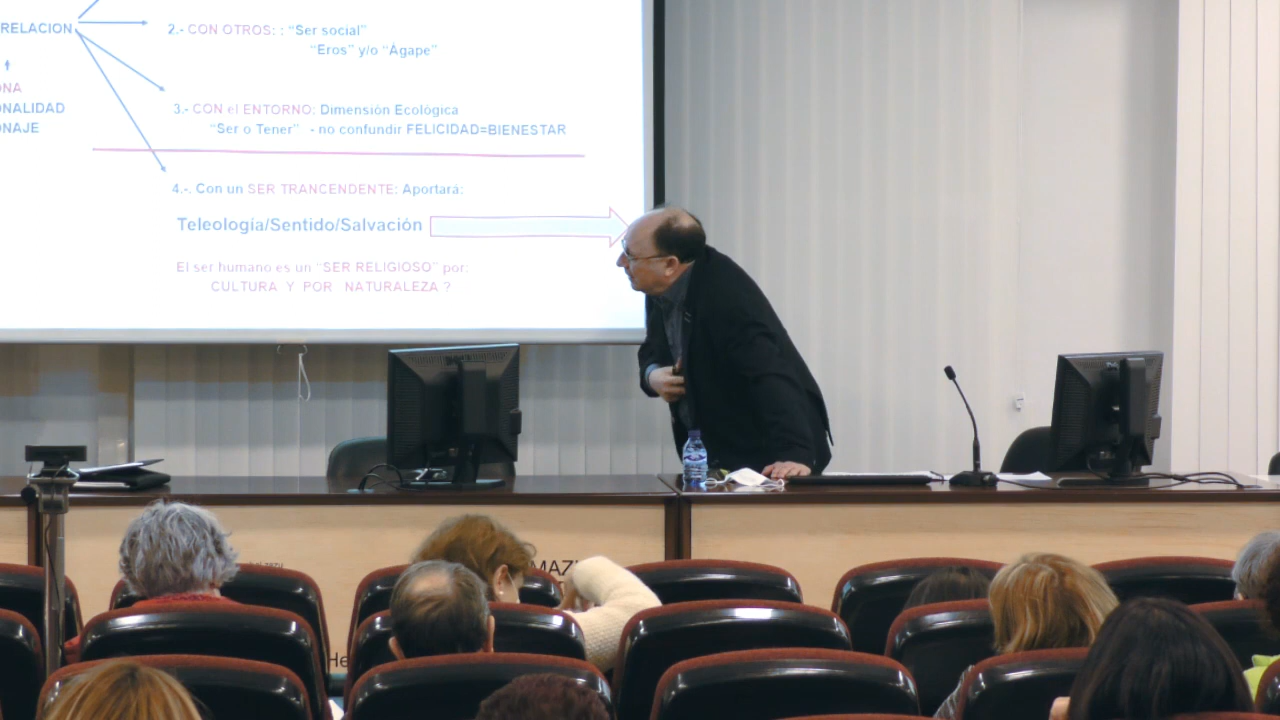 RELACION
2.- CON OTROS: : “Ser social”
“Eros” y/o “Ágape”
ONA
ONALIDAD
ONAJE
3.- CON el ENTORNO: Dimensión Ecológica
“Ser o Tener” - no confundir FELICIDAD=BIENESTAR
4.-. Con un SER TRANCENDENTE: Aportará:
Teleología/Sentido/Salvación
El ser humano es un “SER RELIGIOSO” por:
CULTURA Y POR NATURALEZA ?
MAZ
He